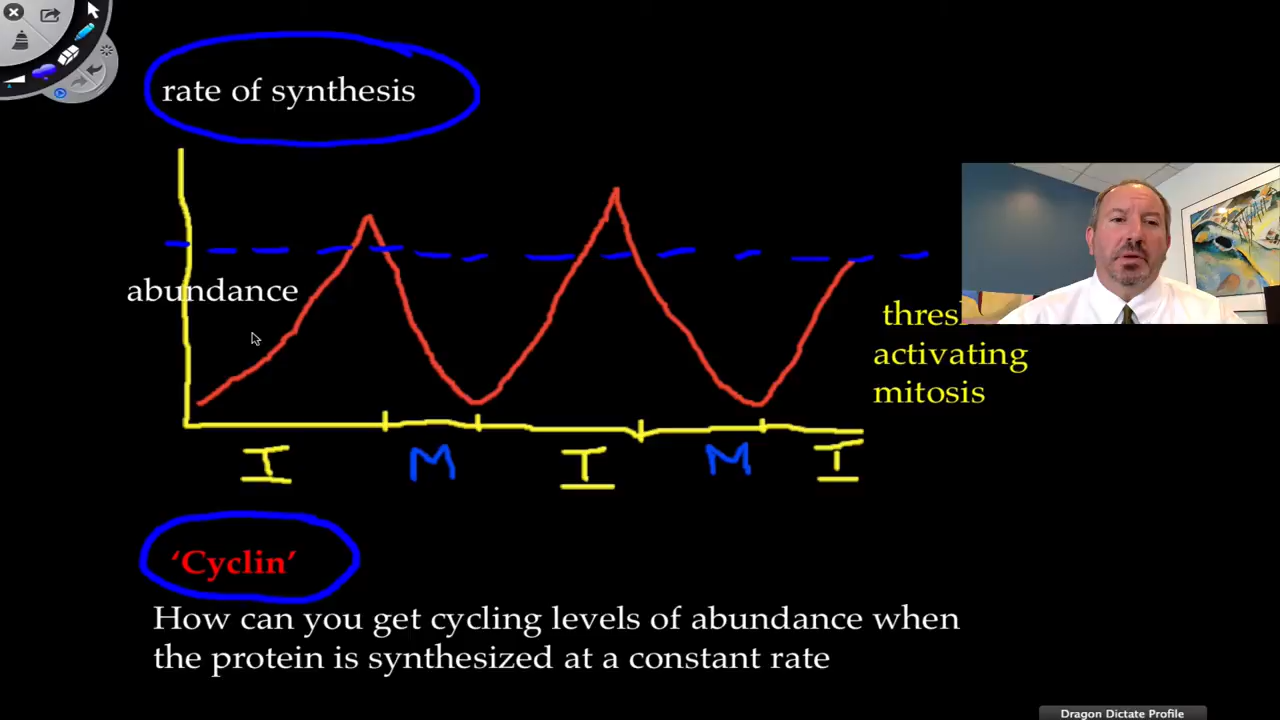 rate of synthesis
abundance
activating
mitosis
I M I M I
‘Cyclin’
How can you get cycling levels of abundance when
the protein is synthesized at a constant rate
Dragon Dictate Profile